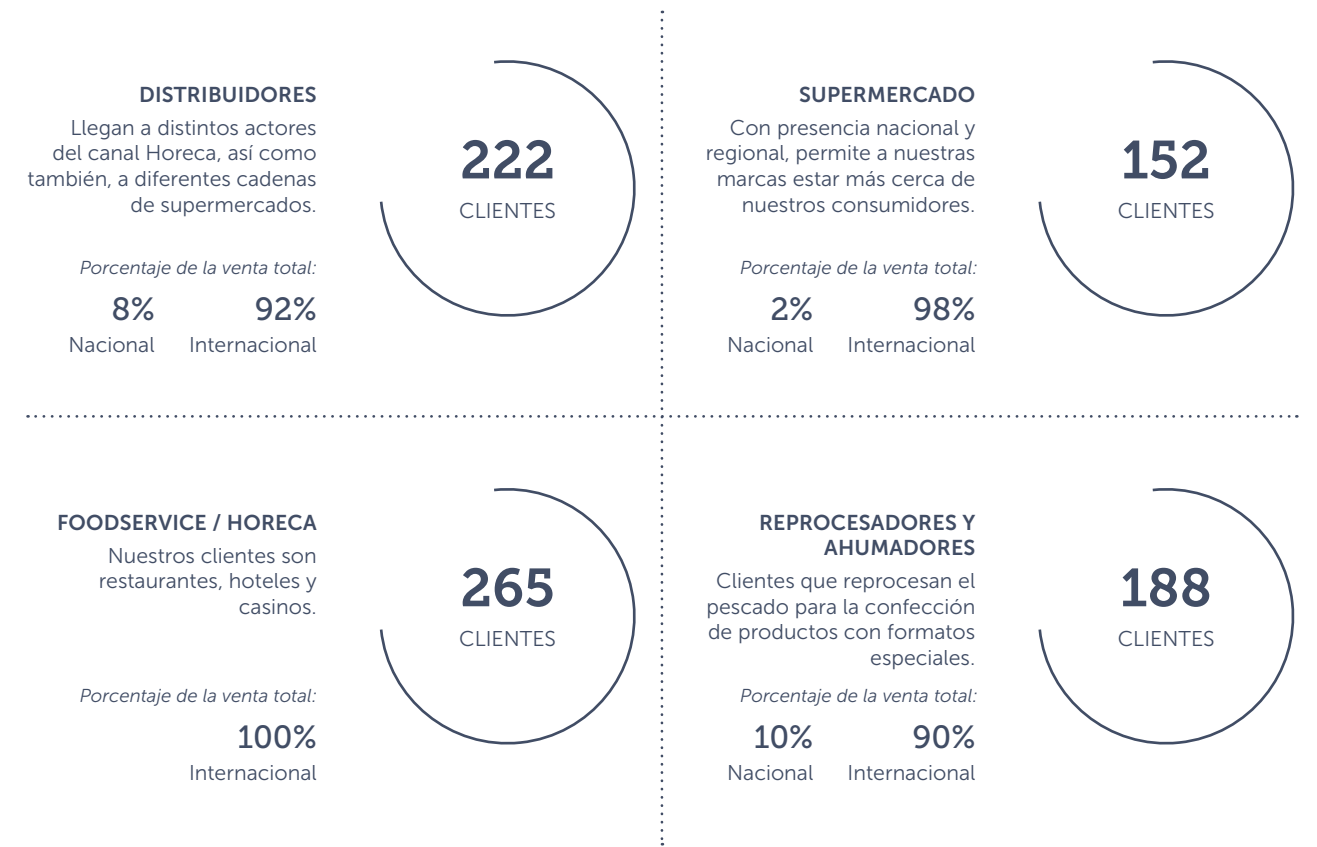 DISTRIBUIDORES
Llegan a distintos actores
del canal Horeca, así como
también, a diferentes cadenas
de supermercados.
Porcentaje de la venta total:
8% 92%
Nacional Internacional
222
CLIENTES
SUPERMERCADO
Con presencia nacional y
regional, permite a nuestras
marcas estar más cerca de
nuestros consumidores.
Porcentaje de la venta total:
2% 98%
Nacional Internacional
152
CLIENTES
FOODSERVICE / HORECA
Nuestros clientes son
restaurantes, hoteles y
casinos.
Porcentaje de la venta total:
100%
Internacional
265
CLIENTES
REPROCESADORES Y
AHUMADORES
Clientes que reprocesan el
pescado para la confección
de productos con formatos
especiales.
Porcentaje de la venta total:
10% 90%
Nacional Internacional
188
CLIENTES